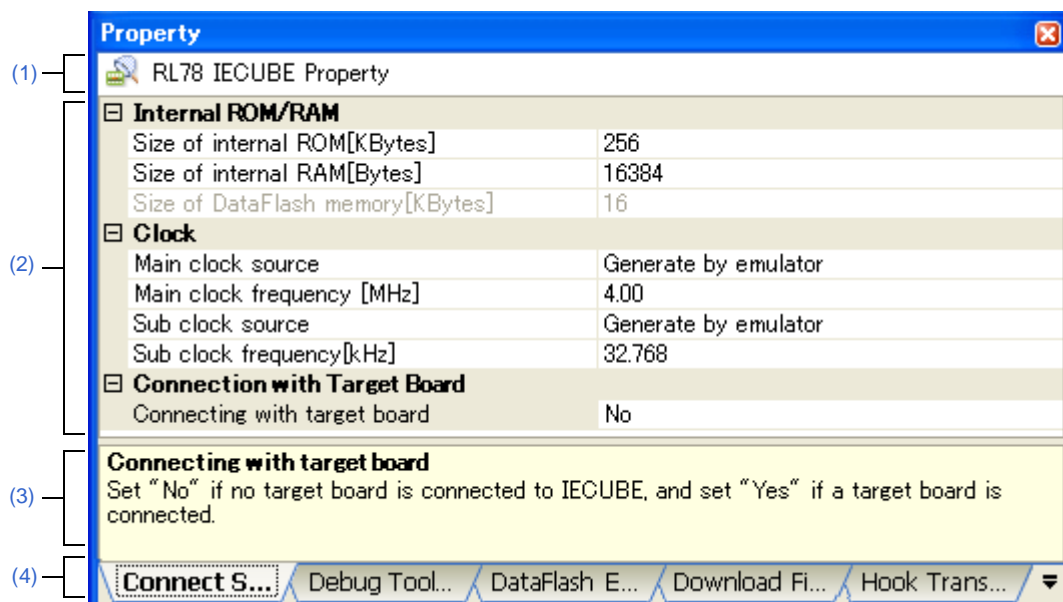 Property
(1)
RL78 IECUBE Property
(2)
Internal ROM/RAM
Size of internal ROM[KBytes] 256
Size of internal RAM[Bytes] 16384
Size of DataFlash memory[KBytes] 16
Clock
Main clock source Generate by emulator
Main clock frequency [MHz] 4.00
Sub clock source Generate by emulator
Sub clock frequency[kHz] 32.768
Connection with Target Board
Connecting with target board No
(3)
Connecting with target board
Set "No" if no target board is connected to IECUBE, and set "Yes" if a target board is
connected.
(4)
Connect S... Debug Tool... DataFlash E... Download Fi... Hook Trans...